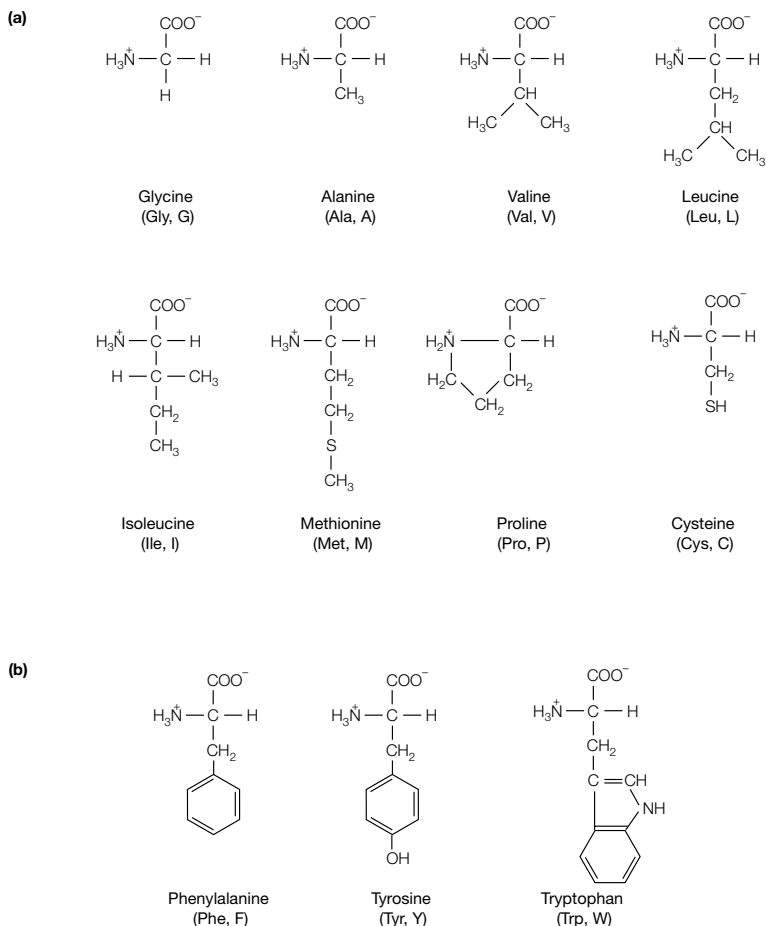 (a)
COO⁻ COO⁻ COO⁻ COO⁻
H₃N⁺—C—H H₃N⁺—C—H H₃N⁺—C—H H₃N⁺—C—H
H CH₃ CH CH₂
H₃C CH₃ CH
H₃C CH₃
Glycine Alanine Valine Leucine
(Gly, G) (Ala, A) (Val, V) (Leu, L)
COO⁻ COO⁻ COO⁻ COO⁻
H₃N⁺—C—H H₃N⁺—C—H H₂N⁺—C—H H₃N⁺—C—H
H—C—CH₃ CH₂ H₂C CH₂ CH₂
CH₂ CH₂ CH₂ SH
CH₃ S
CH₃
Isoleucine Methionine Proline Cysteine
(Ile, I) (Met, M) (Pro, P) (Cys, C)
(b)
COO⁻ COO⁻ COO⁻
H₃N⁺—C—H H₃N⁺—C—H H₃N⁺—C—H
CH₂ CH₂ CH₂
C=CH
NH
OH
Phenylalanine Tyrosine Tryptophan
(Phe, F) (Tyr, Y) (Trp, W)